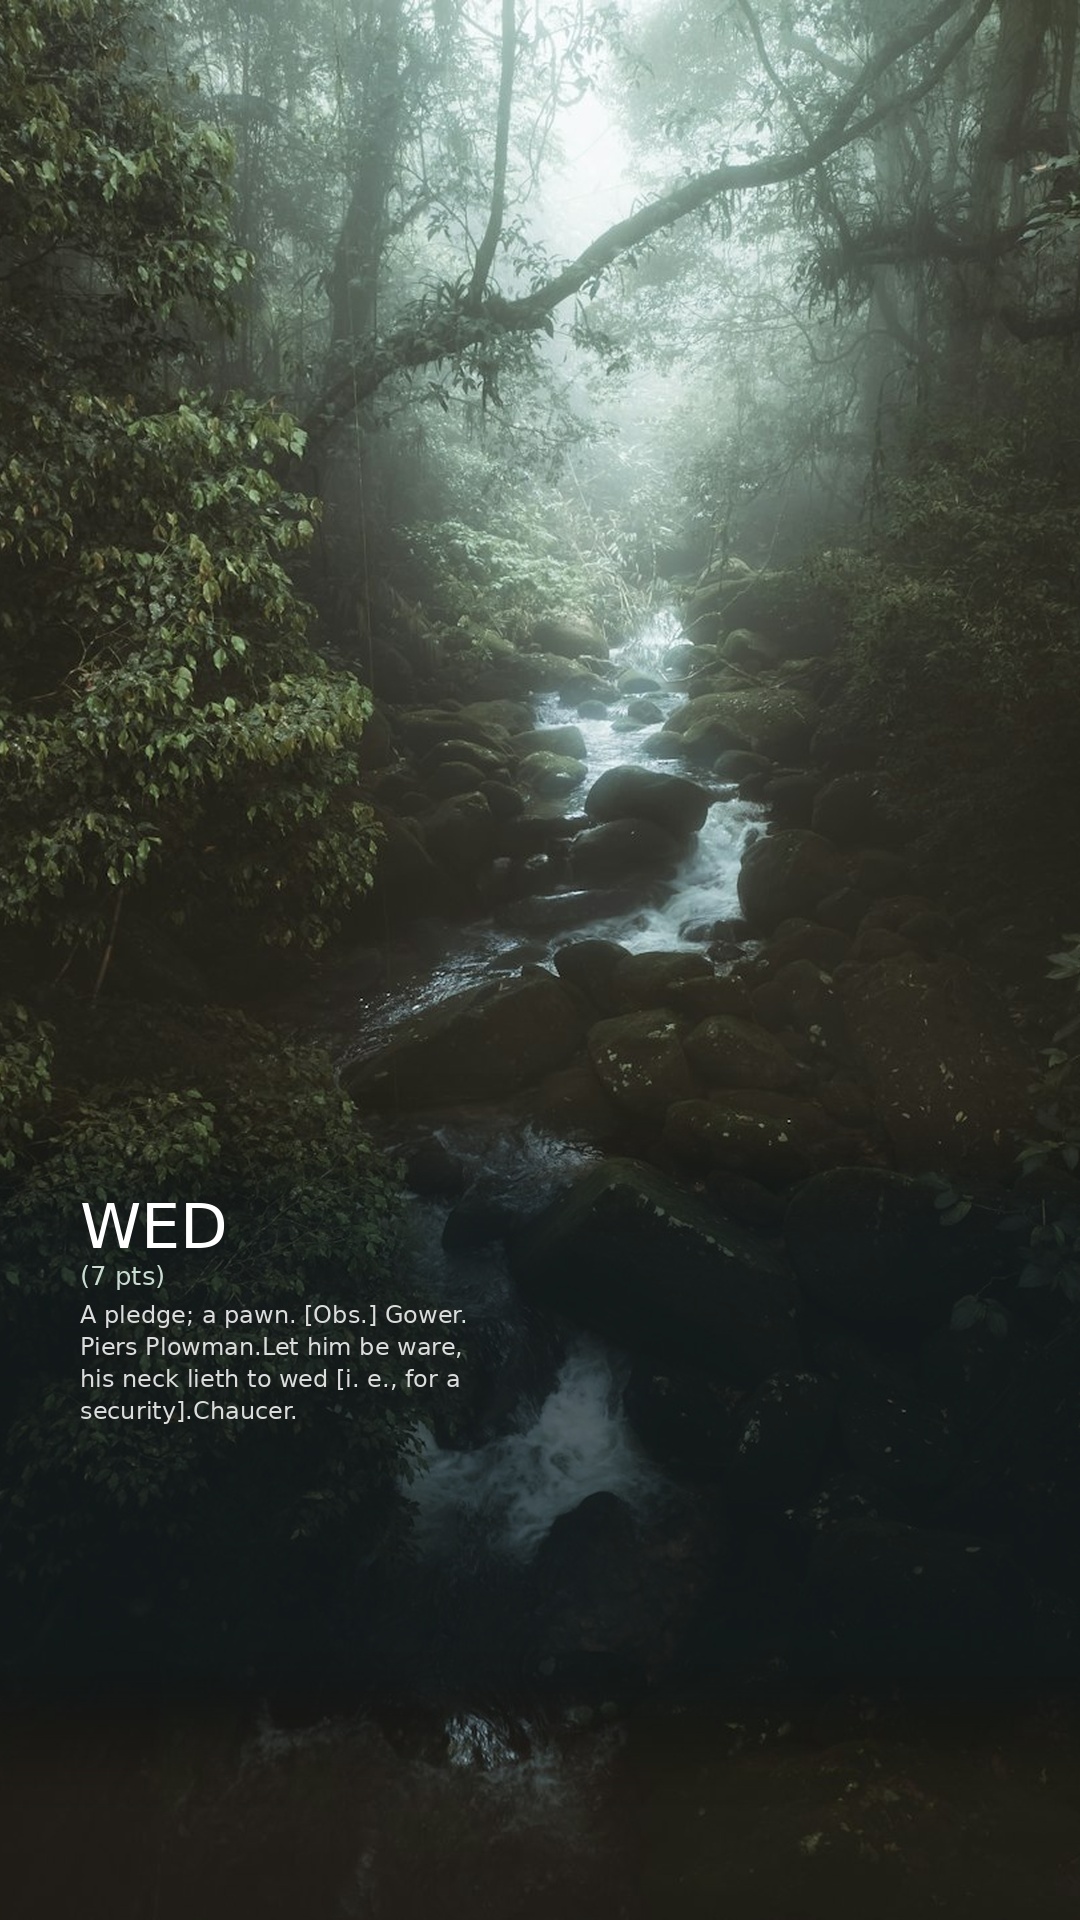 WED
(7 pts)
A pledge; a pawn. [Obs.] Gower.
Piers Plowman.Let him be ware,
his neck lieth to wed [i. e., for a
security].Chaucer.